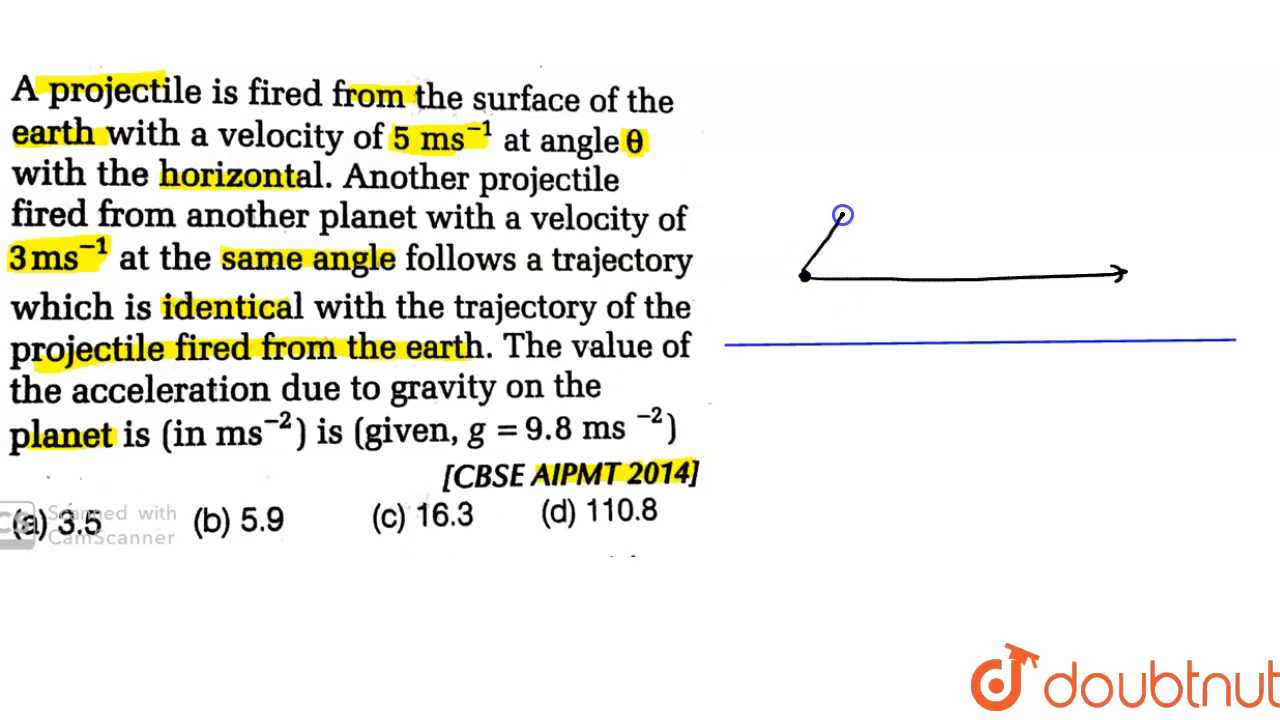 A projectile is fired from the surface of the
earth with a velocity of 5 ms⁻¹ at angle θ
with the horizontal. Another projectile
fired from another planet with a velocity of
3 ms⁻¹ at the same angle follows a trajectory
which is identical with the trajectory of the
projectile fired from the earth. The value of
the acceleration due to gravity on the
planet is (in ms⁻²) is (given, g = 9.8 ms ⁻²)
[CBSE AIPMT 2014]
(a) 3.5 (b) 5.9 (c) 16.3 (d) 110.8
CS Scanned with
CamScanner
doubtnut